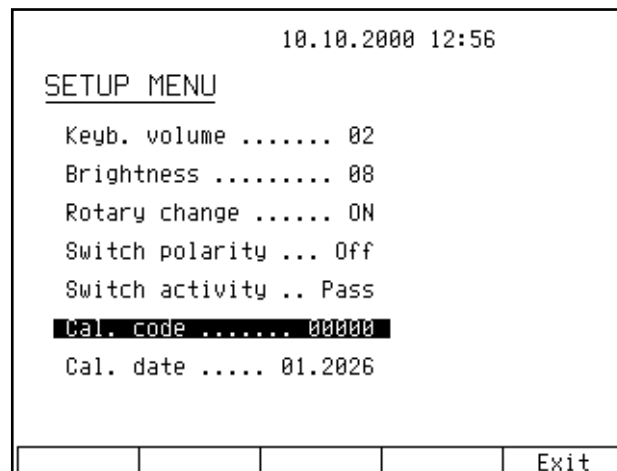 10.10.2000 12:56
SETUP MENU
Keyb. volume ....... 02
Brightness ......... 08
Rotary change ...... ON
Switch polarity ... Off
Switch activity .. Pass
Cal. code ....... 00000
Cal. date ..... 01.2026
Exit